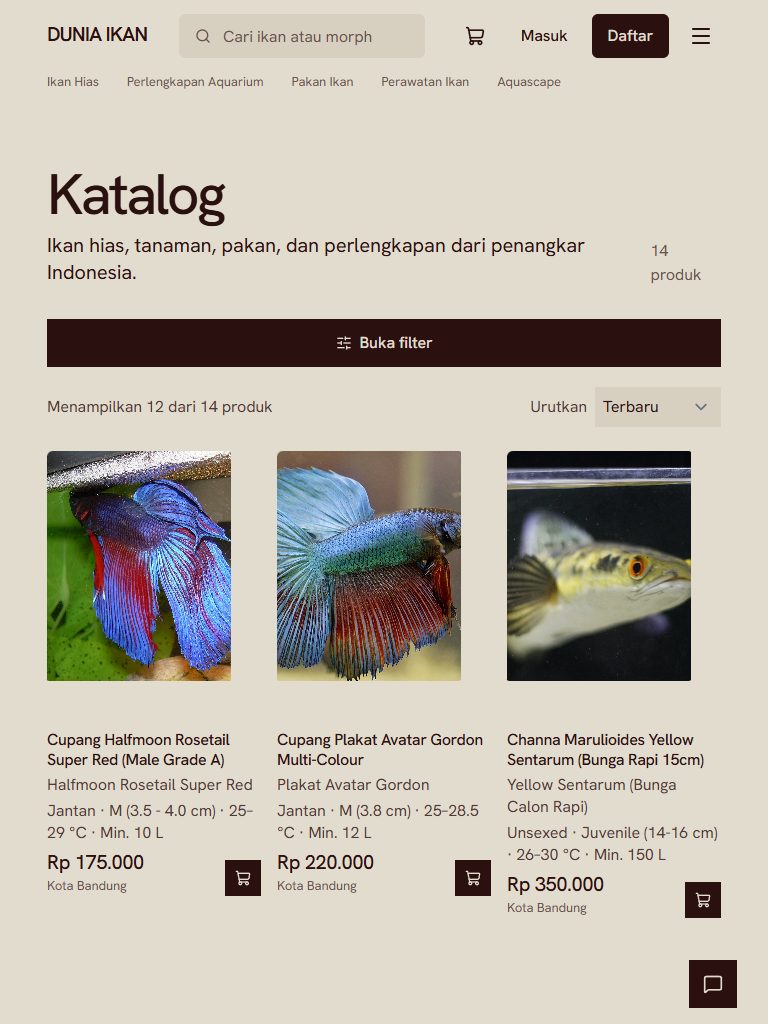 DUNIA IKAN
Cari ikan atau morph
Masuk
Daftar
Ikan Hias
Perlengkapan Aquarium
Pakan Ikan
Perawatan Ikan
Aquascape
Katalog
Ikan hias, tanaman, pakan, dan perlengkapan dari penangkar
Indonesia.
14
produk
Buka filter
Menampilkan 12 dari 14 produk
Urutkan
Terbaru
Cupang Halfmoon Rosetail
Super Red (Male Grade A)
Halfmoon Rosetail Super Red
Jantan · M (3.5 - 4.0 cm) · 25–
29 °C · Min. 10 L
Rp 175.000
Kota Bandung
Cupang Plakat Avatar Gordon
Multi-Colour
Plakat Avatar Gordon
Jantan · M (3.8 cm) · 25–28.5
°C · Min. 12 L
Rp 220.000
Kota Bandung
Channa Marulioides Yellow
Sentarum (Bunga Rapi 15cm)
Yellow Sentarum (Bunga
Calon Rapi)
Unsexed · Juvenile (14-16 cm)
· 26–30 °C · Min. 150 L
Rp 350.000
Kota Bandung